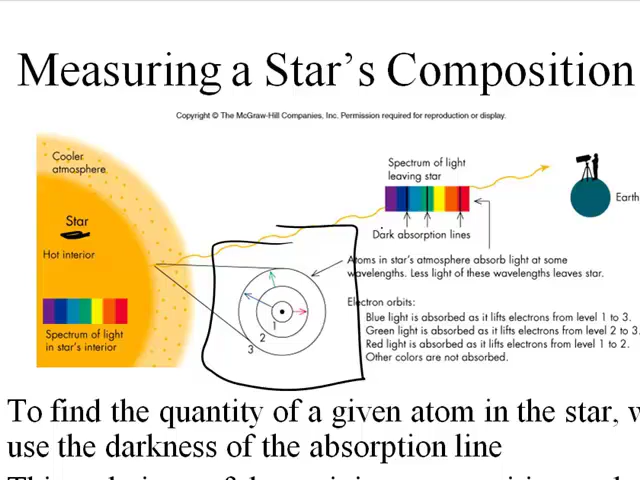 Measuring a Star's Composition
Copyright © The McGraw-Hill Companies, Inc. Permission required for reproduction or display.
Cooler
atmosphere
Star
Hot interior
Spectrum of light
in star's interior
1
2
3
Spectrum of light
leaving star
Dark absorption lines
Earth
Atoms in star's atmosphere absorb light at some
wavelengths. Less light of these wavelengths leaves star.
Electron orbits:
Blue light is absorbed as it lifts electrons from level 1 to 3.
Green light is absorbed as it lifts electrons from level 2 to 3.
Red light is absorbed as it lifts electrons from level 1 to 2.
Other colors are not absorbed.
To find the quantity of a given atom in the star, w
use the darkness of the absorption line